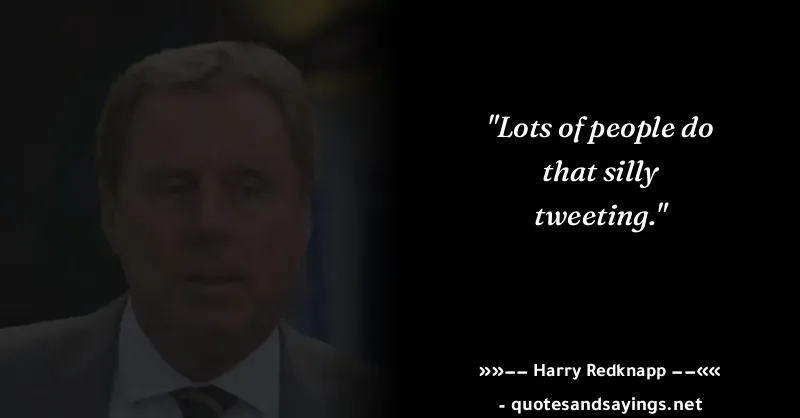 "Lots of people do
that silly
tweeting."
»»−− Harry Redknapp −−««
- quotesandsayings.net